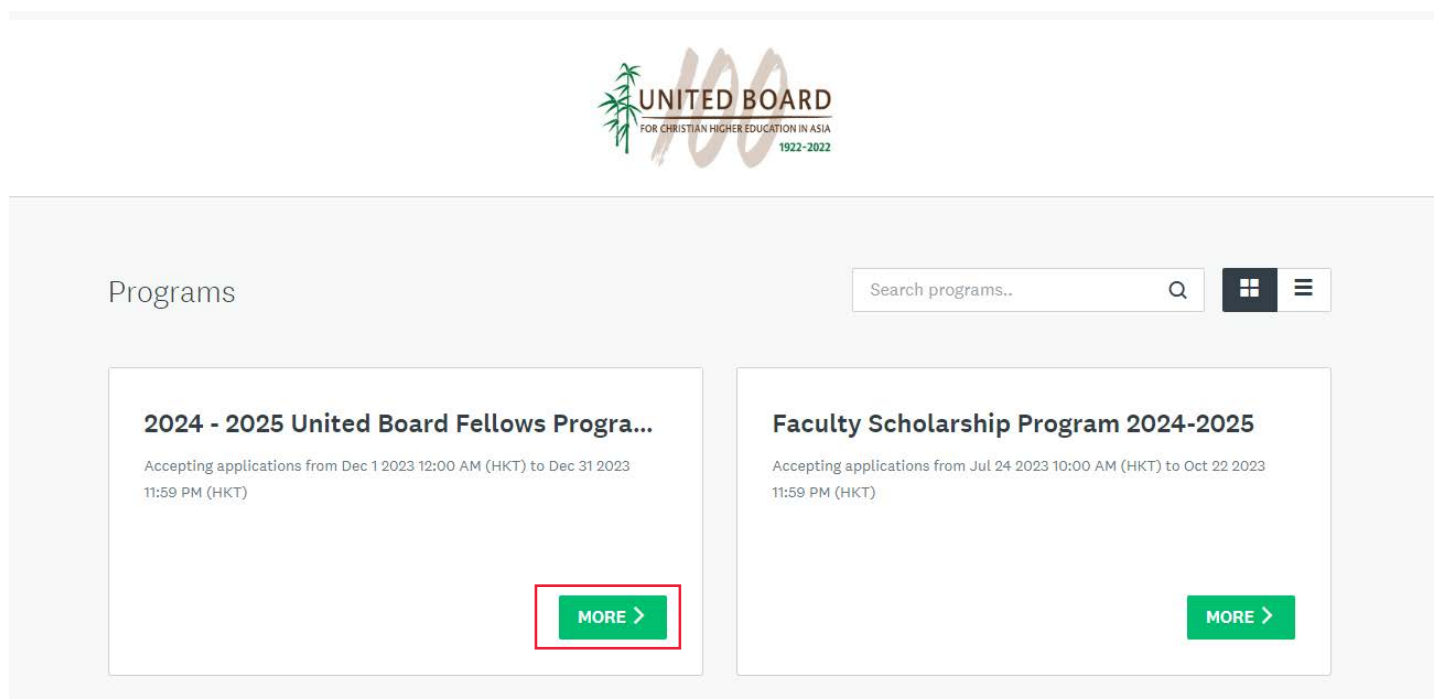 100
UNITED BOARD
FOR CHRISTIAN HIGHER EDUCATION IN ASIA
1922-2022
Programs
Search programs..
2024 - 2025 United Board Fellows Progra...
Accepting applications from Dec 1 2023 12:00 AM (HKT) to Dec 31 2023
11:59 PM (HKT)
MORE
Faculty Scholarship Program 2024-2025
Accepting applications from Jul 24 2023 10:00 AM (HKT) to Oct 22 2023
11:59 PM (HKT)
MORE